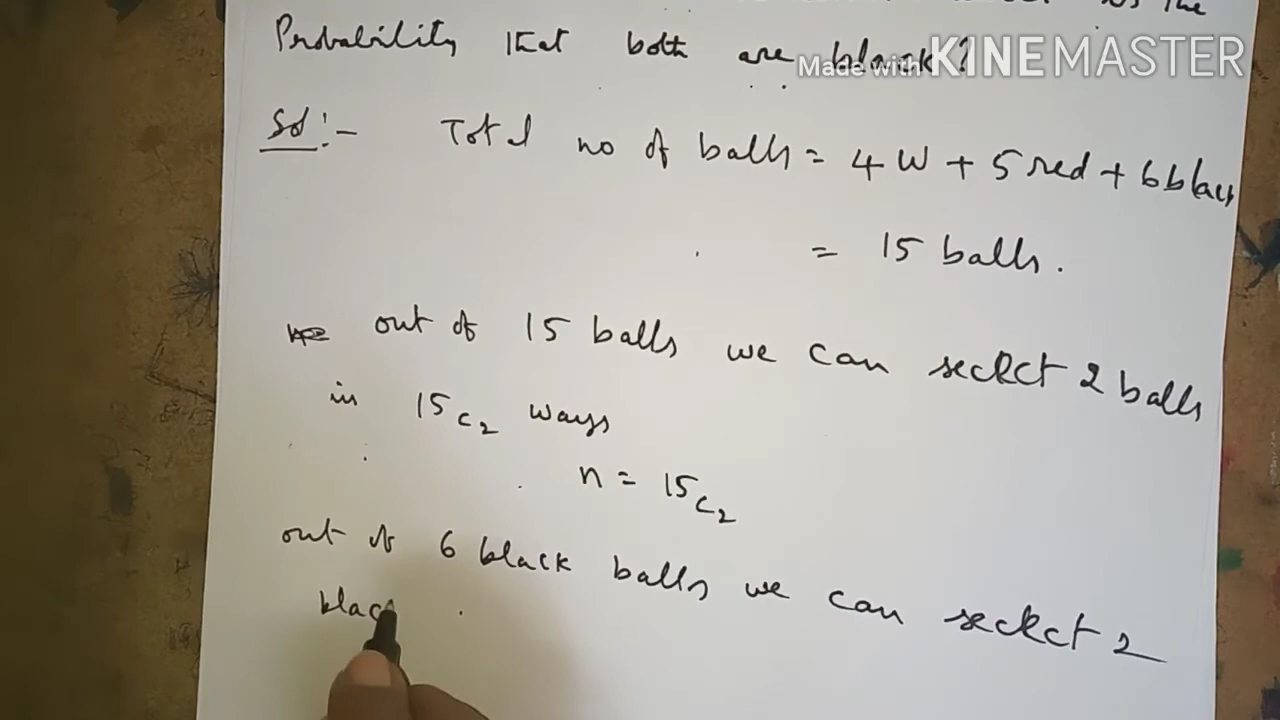 the
Probability that both are black?
Made with KINEMASTER
Sol:- Total no of balls = 4 W + 5 red + 6 black
= 15 balls.
out of 15 balls we can select 2 balls
in 15c2 ways
n = 15c2
out of 6 black balls we can select 2
blac